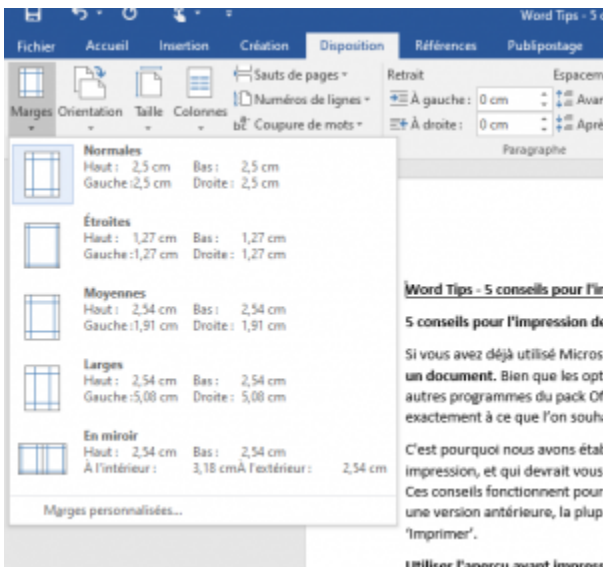 Word Tips - 5
Fichier Accueil Insertion Création Disposition Références Publipostage
Marges Orientation Taille Colonnes
Sauts de pages
Numéros de lignes
Coupure de mots
Retrait
À gauche : 0 cm
À droite : 0 cm
Paragraphe
Normales
Haut : 2,5 cm Bas : 2,5 cm
Gauche :2,5 cm Droite : 2,5 cm
Étroites
Haut : 1,27 cm Bas : 1,27 cm
Gauche :1,27 cm Droite : 1,27 cm
Moyennes
Haut : 2,54 cm Bas : 2,54 cm
Gauche :1,91 cm Droite : 1,91 cm
Larges
Haut : 2,54 cm Bas : 2,54 cm
Gauche :5,08 cm Droite : 5,08 cm
En miroir
Haut : 2,54 cm Bas : 2,54 cm
À l'intérieur : 3,18 cmÀ l'extérieur : 2,54 cm
Marges personnalisées...
Word Tips - 5 conseils pour l'i
5 conseils pour l'impression d
Si vous avez déjà utilisé Micros
un document. Bien que les opt
autres programmes du pack Of
exactement à ce que l'on souha
C'est pourquoi nous avons étab
impression, et qui devrait vous
Ces conseils fonctionnent pour
une version antérieure, la plup
'Imprimer'.
Utiliser l'aperçu avant impress